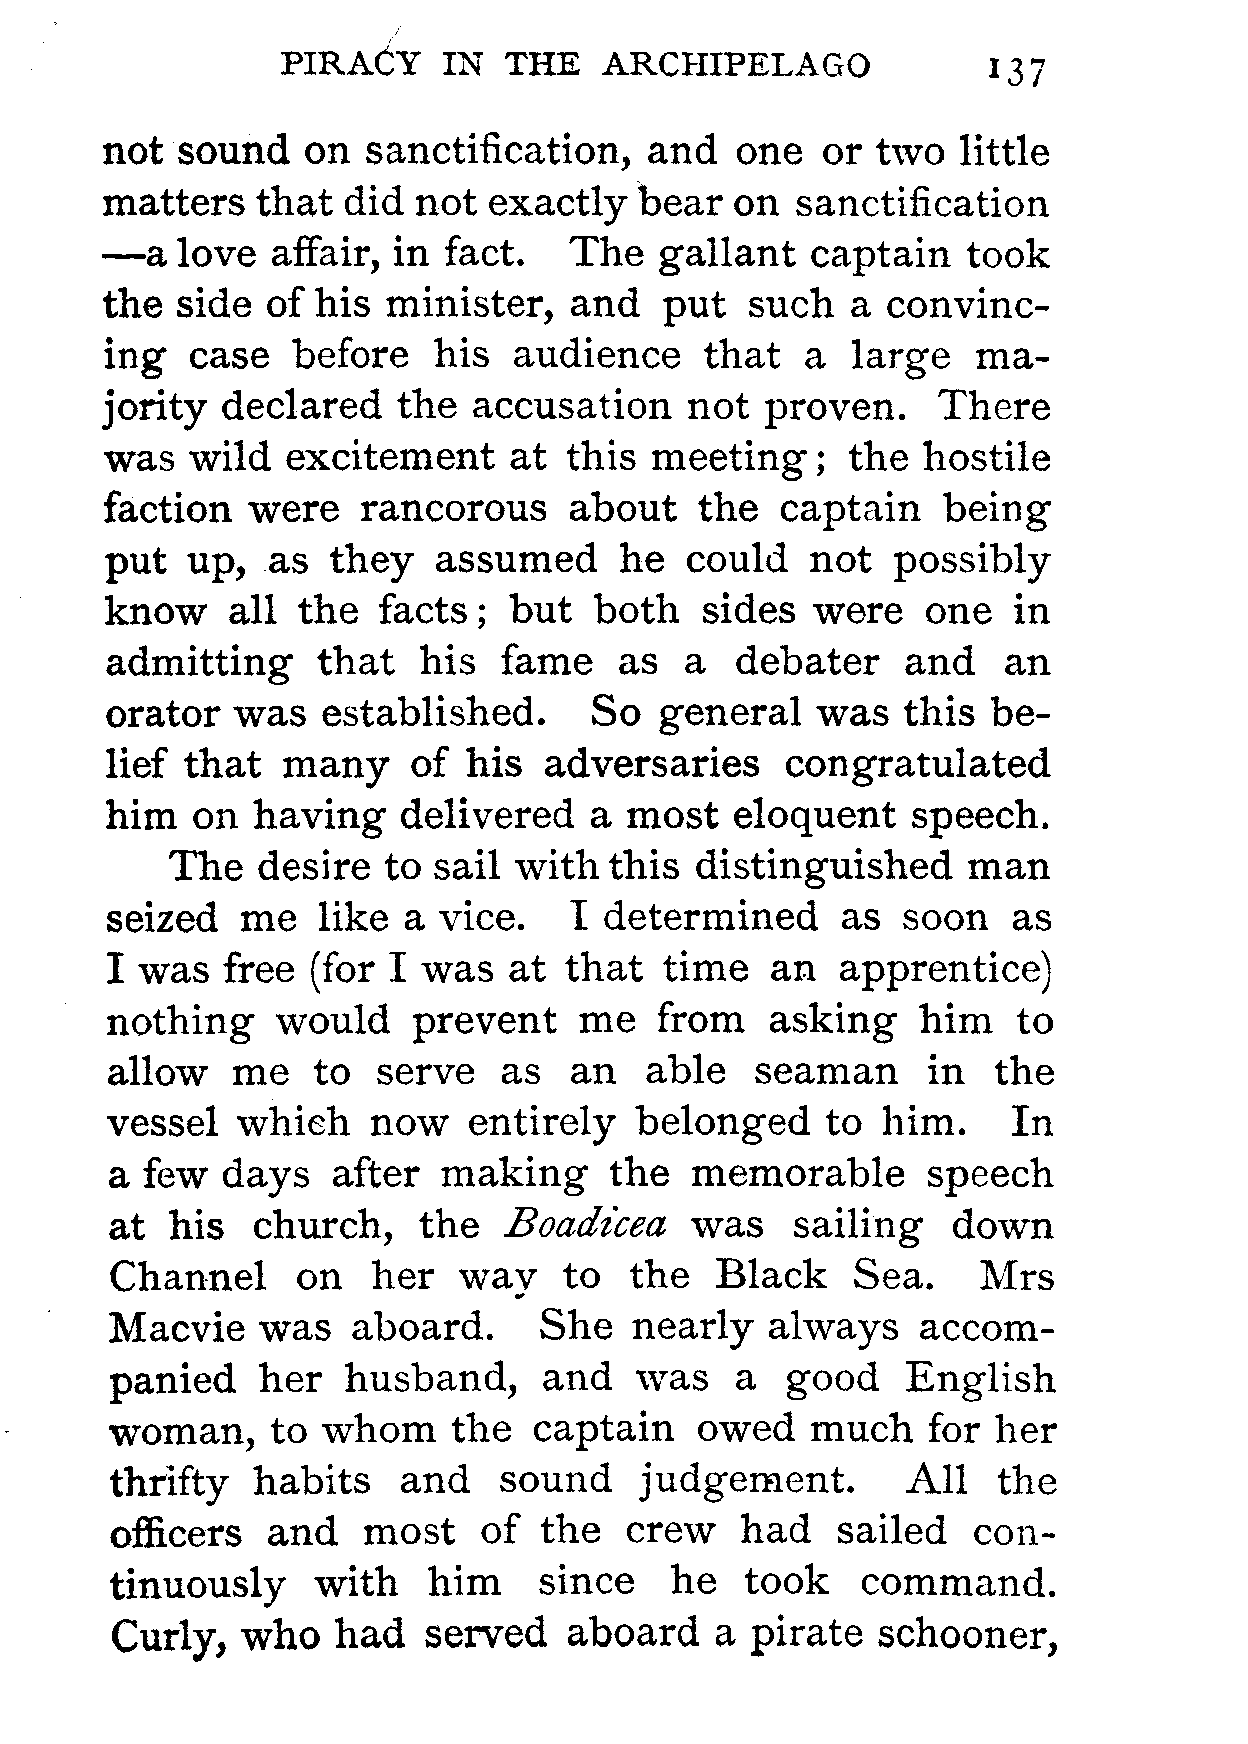 PIRACY IN THE ARCHIPELAGO 137
not sound on sanctification, and one or two little
matters that did not exactly bear on sanctification
—a love affair, in fact. The gallant captain took
the side of his minister, and put such a convinc-
ing case before his audience that a large ma-
jority declared the accusation not proven. There
was wild excitement at this meeting; the hostile
faction were rancorous about the captain being
put up, as they assumed he could not possibly
know all the facts; but both sides were one in
admitting that his fame as a debater and an
orator was established. So general was this be-
lief that many of his adversaries congratulated
him on having delivered a most eloquent speech.
The desire to sail with this distinguished man
seized me like a vice. I determined as soon as
I was free (for I was at that time an apprentice)
nothing would prevent me from asking him to
allow me to serve as an able seaman in the
vessel which now entirely belonged to him. In
a few days after making the memorable speech
at his church, the Boadicea was sailing down
Channel on her way to the Black Sea. Mrs
Macvie was aboard. She nearly always accom-
panied her husband, and was a good English
woman, to whom the captain owed much for her
thrifty habits and sound judgement. All the
officers and most of the crew had sailed con-
tinuously with him since he took command.
Curly, who had served aboard a pirate schooner,